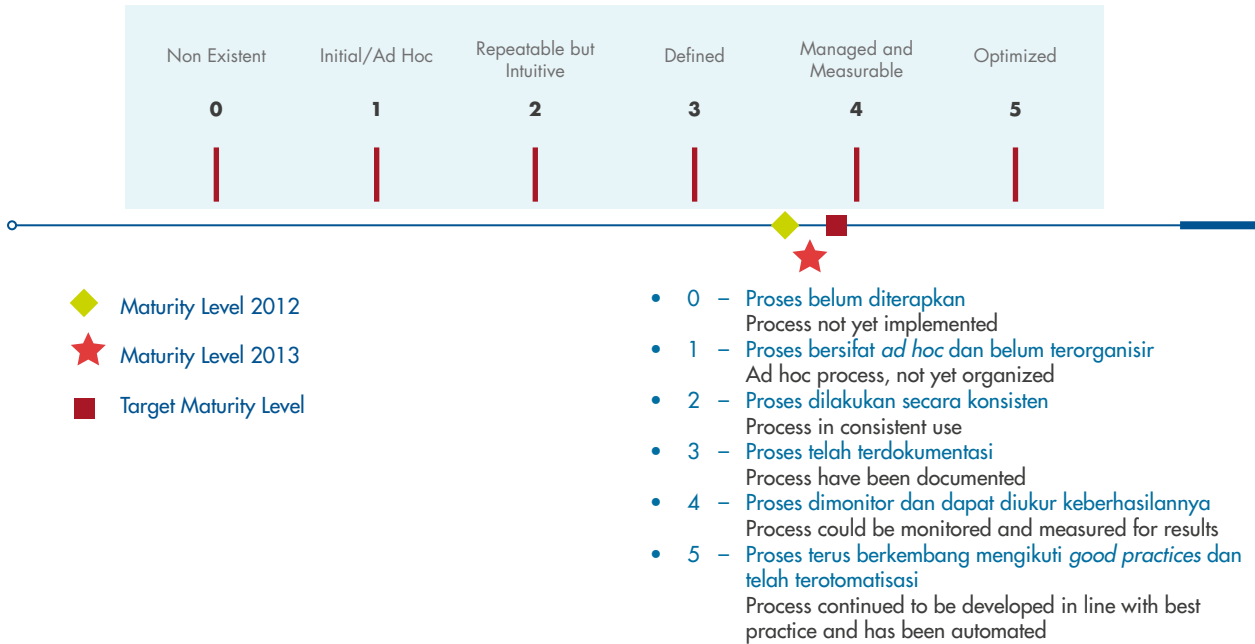 Non Existent
Initial/Ad Hoc
Repeatable but
Intuitive
Defined
Managed and
Measurable
Optimized
0
1
2
3
4
5
Maturity Level 2012
Maturity Level 2013
Target Maturity Level
• 0 – Proses belum diterapkan
Process not yet implemented
• 1 – Proses bersifat ad hoc dan belum terorganisir
Ad hoc process, not yet organized
• 2 – Proses dilakukan secara konsisten
Process in consistent use
• 3 – Proses telah terdokumentasi
Process have been documented
• 4 – Proses dimonitor dan dapat diukur keberhasilannya
Process could be monitored and measured for results
• 5 – Proses terus berkembang mengikuti good practices dan
telah terotomatisasi
Process continued to be developed in line with best
practice and has been automated